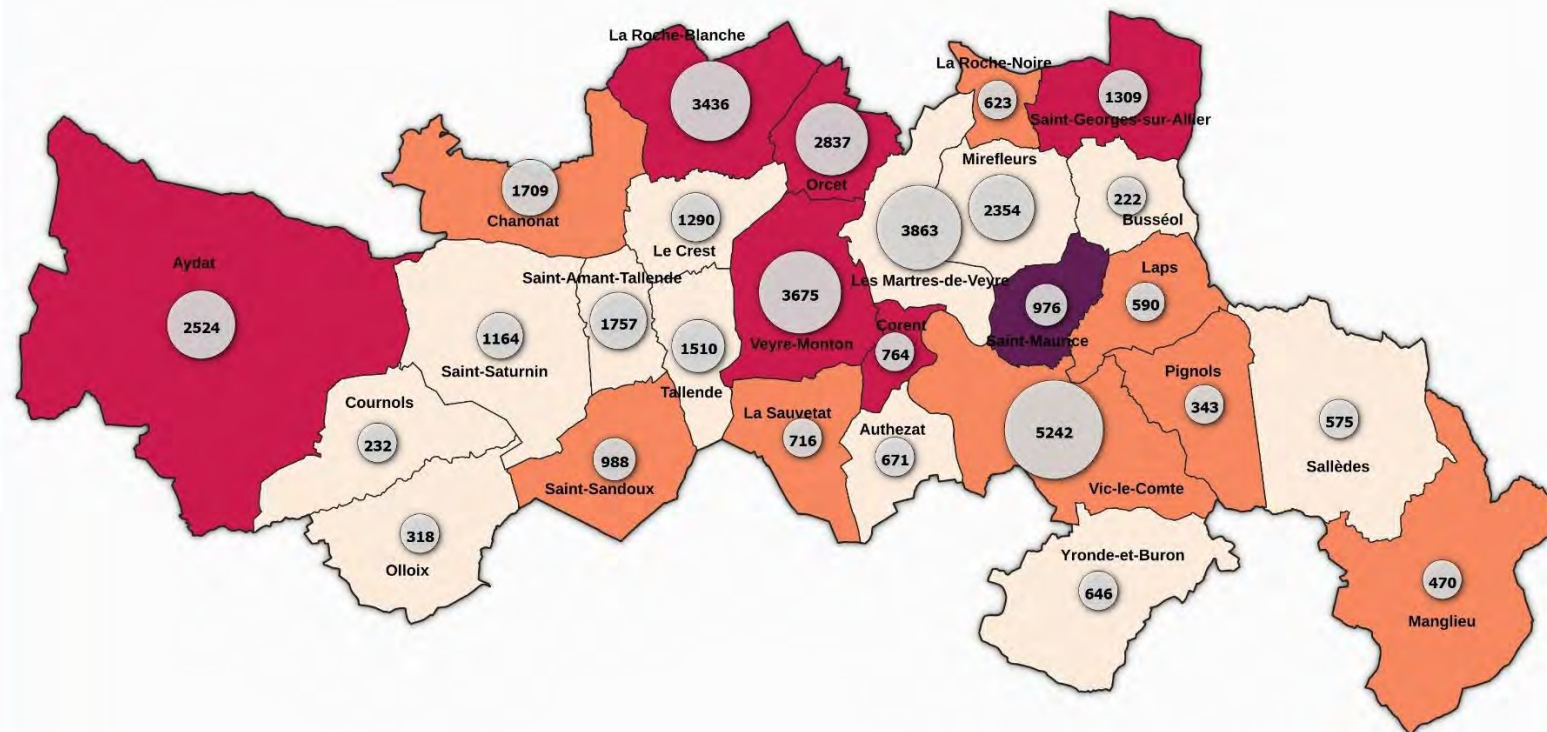 La Roche-Blanche
3436
La Roche-Noire
623
1309
Saint-Georges-sur-Allier
2837
Orcet
Mirefleurs
2354
1709
Chanonat
1290
Le Crest
3863
Les Martres-de-Veyre
222
Busséol
Aydat
2524
Saint-Amant-Tallende
1757
3675
Veyre-Monton
976
Saint-Maurice
Laps
590
1164
Saint-Saturnin
1510
Tallende
Corent
764
Pignols
343
Cournols
232
La Sauvetat
716
Authezat
671
5242
Vic-le-Comte
575
Sallèdes
988
Saint-Sandoux
318
Olloix
Yronde-et-Buron
646
470
Manglieu